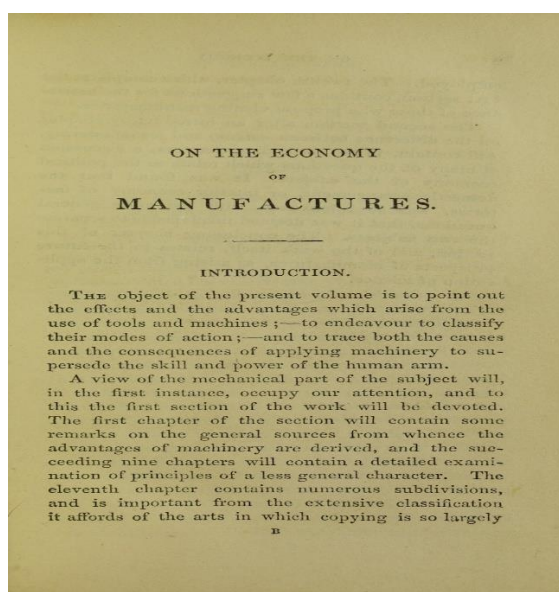 ON THE ECONOMY
OF
MANUFACTURES.
INTRODUCTION.
THE object of the present volume is to point out
the effects and the advantages which arise from the
use of tools and machines ;—to endeavour to classify
their modes of action ;—and to trace both the causes
and the consequences of applying machinery to su-
persede the skill and power of the human arm.
A view of the mechanical part of the subject will,
in the first instance, occupy our attention, and to
this the first section of the work will be devoted.
The first chapter of the section will contain some
remarks on the general sources from whence the
advantages of machinery are derived, and the suc-
ceeding nine chapters will contain a detailed exami-
nation of principles of a less general character. The
eleventh chapter contains numerous subdivisions,
and is important from the extensive classification
it affords of the arts in which copying is so largely
B